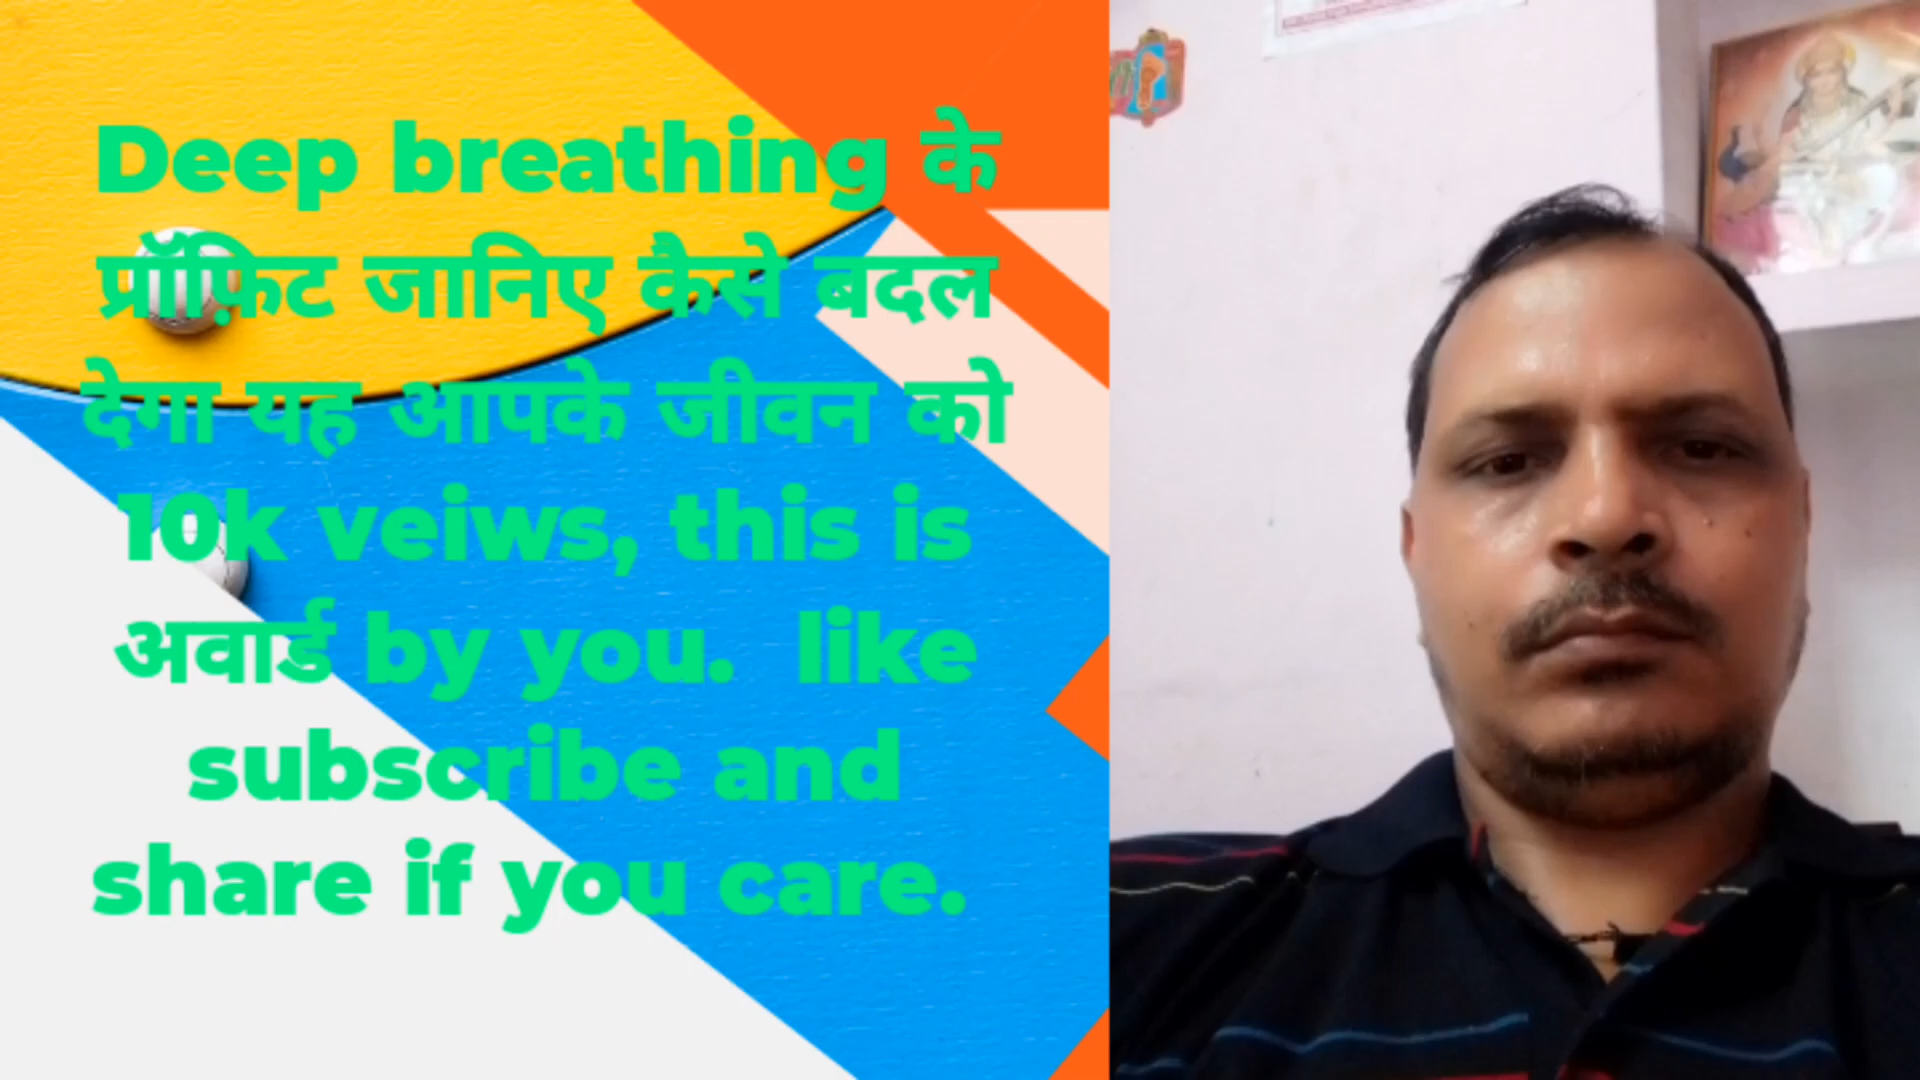 Deep breathing के
प्रॉफ़िट जानिए कैसे बदल
देगा यह आपके जीवन को
10k veiws, this is
अवार्ड by you. like
subscribe and
share if you care.